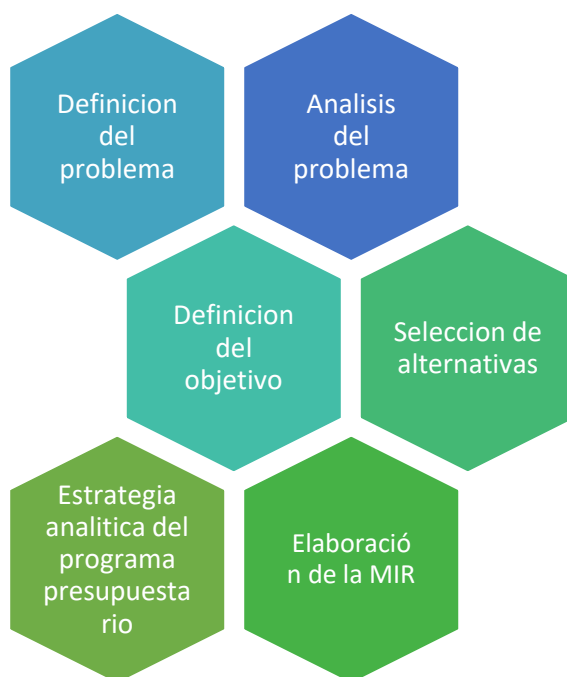 Definicion
del
problema
Analisis
del
problema
Definicion
del
objetivo
Seleccion de
alternativas
Estrategia
analitica del
programa
presupuesta
rio
Elaboració
n de la MIR